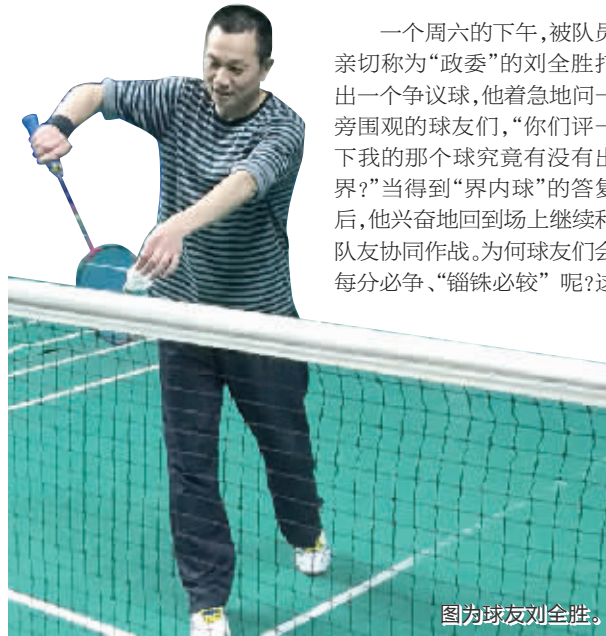 一个周六的下午,被队员
亲切称为“政委”的刘全胜打
出一个争议球,他着急地问一
旁围观的球友们,“你们评一
下我的那个球究竟有没有出
界?”当得到“界内球”的答复
后,他兴奋地回到场上继续和
队友协同作战。为何球友们会
每分必争、“锱铢必较” 呢?这
图为球友刘全胜。